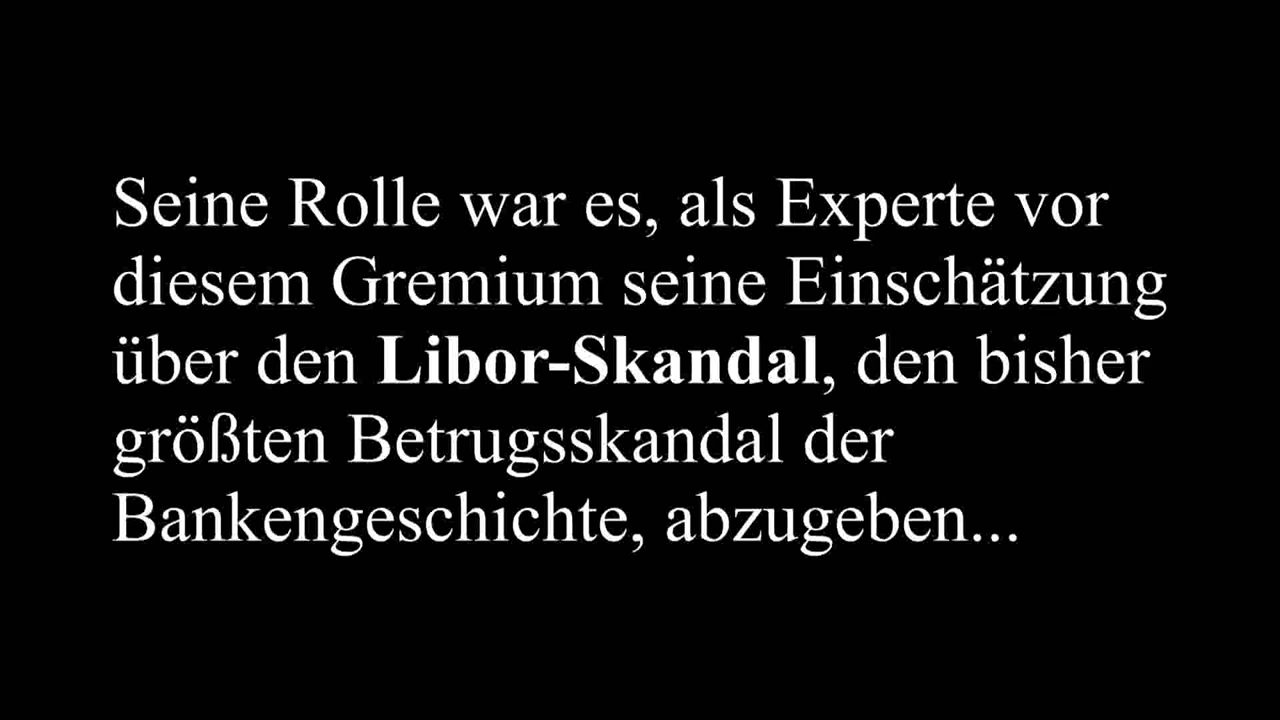 Seine Rolle war es, als Experte vor
diesem Gremium seine Einschätzung
über den Libor-Skandal, den bisher
größten Betrugsskandal der
Bankengeschichte, abzugeben...